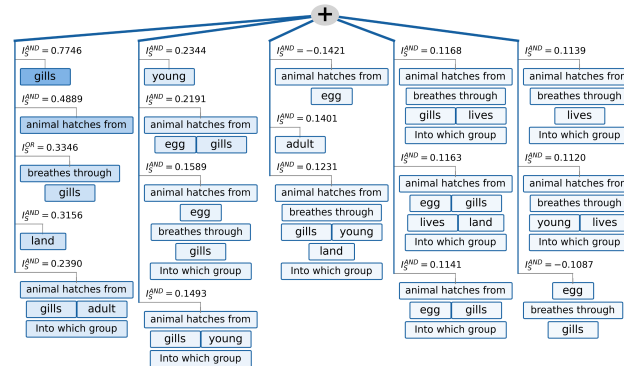 +
I_S^AND = 0.7746
gills
I_S^AND = 0.4889
animal hatches from
I_S^OR = 0.3346
breathes through
gills
I_S^AND = 0.3156
land
I_S^AND = 0.2390
animal hatches from
gills adult
Into which group
I_S^AND = 0.2344
young
I_S^AND = 0.2191
animal hatches from
egg gills
I_S^AND = 0.1589
animal hatches from
egg
breathes through
gills
Into which group
I_S^AND = 0.1493
animal hatches from
gills young
Into which group
I_S^AND = −0.1421
animal hatches from
egg
I_S^AND = 0.1401
adult
I_S^AND = 0.1231
animal hatches from
breathes through
gills young
land
Into which group
I_S^AND = 0.1168
animal hatches from
breathes through
gills lives
Into which group
I_S^AND = 0.1163
animal hatches from
egg gills
lives land
Into which group
I_S^AND = 0.1141
animal hatches from
egg gills
Into which group
I_S^AND = 0.1139
animal hatches from
breathes through
lives
Into which group
I_S^AND = 0.1120
animal hatches from
breathes through
young lives
Into which group
I_S^AND = −0.1087
egg
breathes through
gills